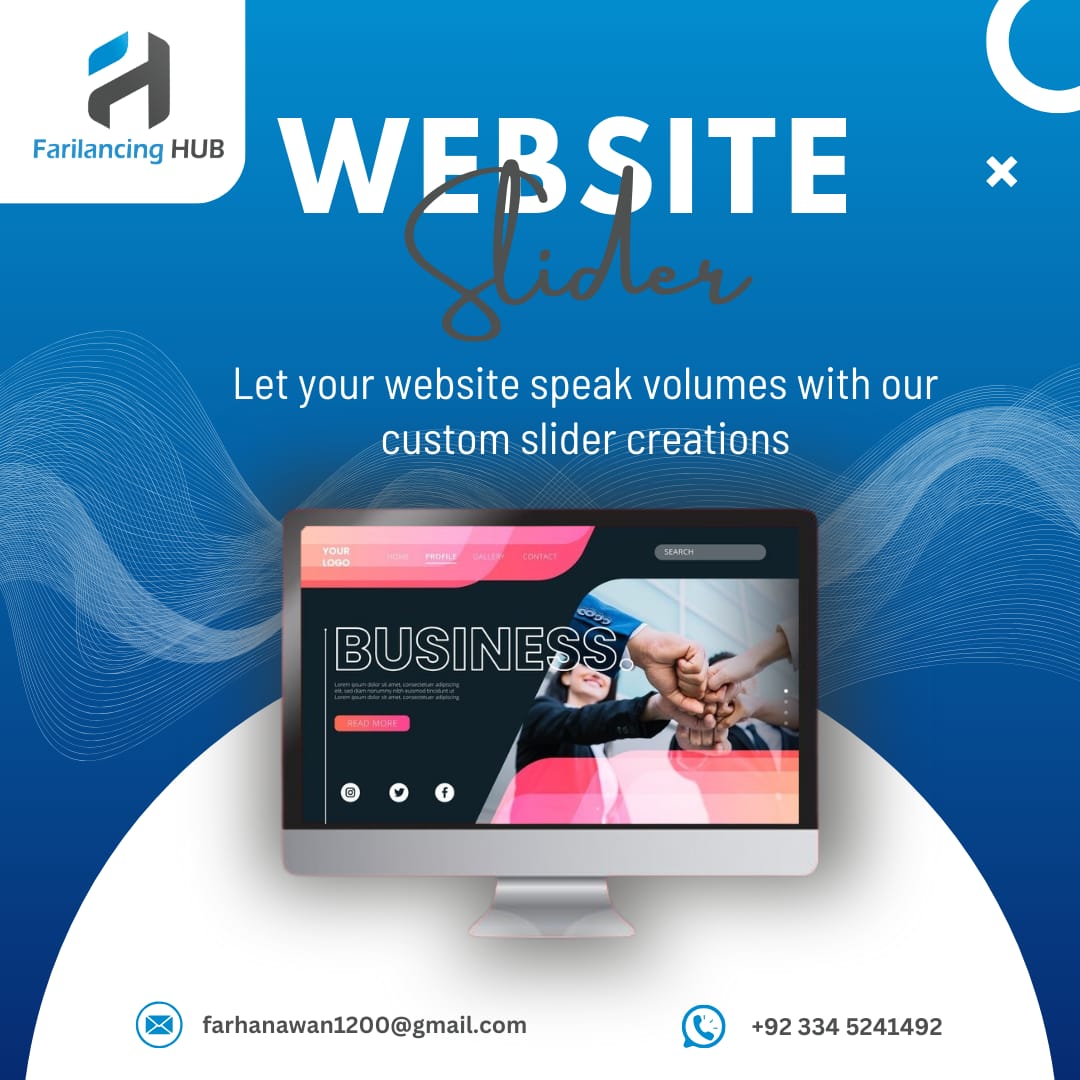 Farilancing HUB
WEBSITE
Slider
Let your website speak volumes with our
custom slider creations
YOUR
LOGO
HOME PROFILE GALLERY CONTACT
SEARCH
BUSINESS.
Lorem ipsum dolor sit amet, consectetuer adipiscing
elit, sed diam nonummy nibh euismod tincidunt ut
Lorem ipsum dolor sit amet, consectetuer adipiscing
READ MORE
farhanawan1200@gmail.com
+92 334 5241492